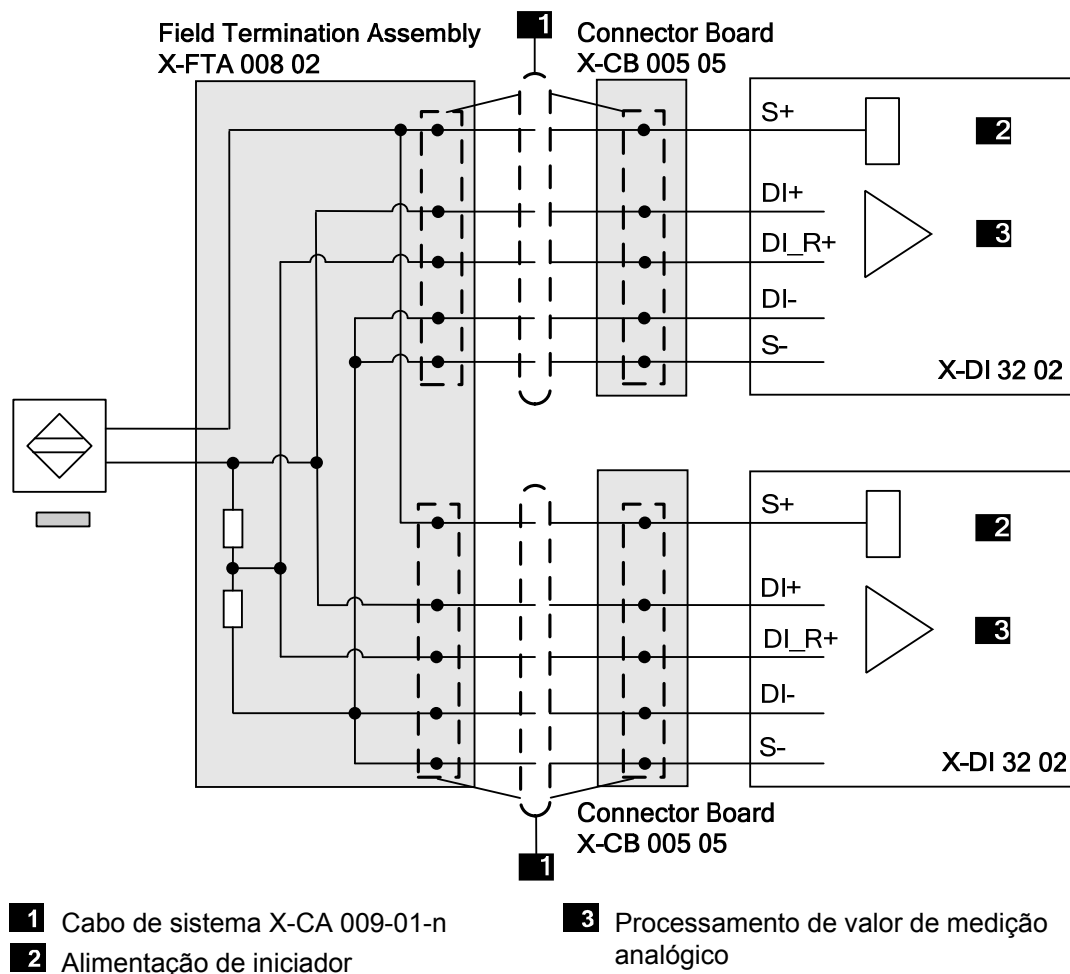 Field Termination Assembly
X-FTA 008 02
1
Connector Board
X-CB 005 05
S+
2
DI+
3
DI_R+
DI-
S-
X-DI 32 02
S+
2
DI+
3
DI_R+
DI-
S-
X-DI 32 02
Connector Board
X-CB 005 05
1
1 Cabo de sistema X-CA 009-01-n
2 Alimentação de iniciador
3 Processamento de valor de medição
analógico